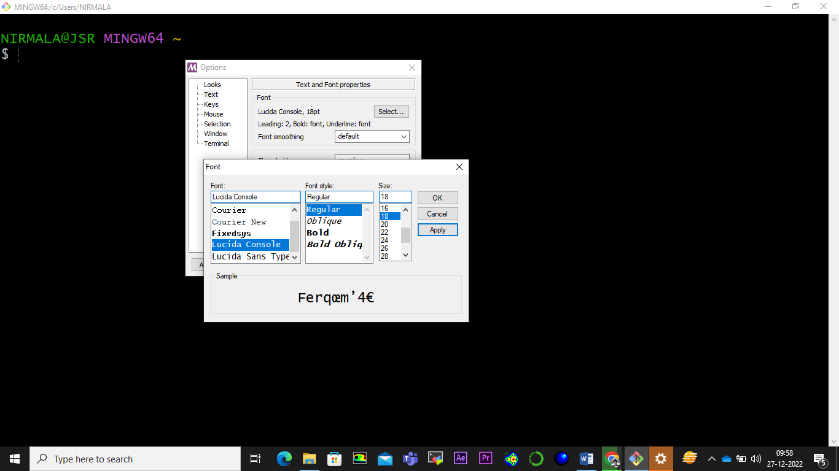 MINGW64:/c/Users/NIRMALA
NIRMALA@JSR MINGW64 ~
$
Options
Looks
Text
Keys
Mouse
Selection
Window
Terminal
Text and Font properties
Font
Lucida Console, 18pt
Select...
Leading: 2, Bold: font, Underline: font
Font smoothing
default
A
Font
Font:
Lucida Console
Courier
Courier New
Fixedsys
Lucida Console
Lucida Sans Type
Font style:
Regular
Regular
Oblique
Bold
Bold Obliq
Size:
18
16
18
20
22
24
26
28
OK
Cancel
Apply
Sample
Ferqœm’4€
Type here to search
Ae
Pr
09:58
27-12-2022